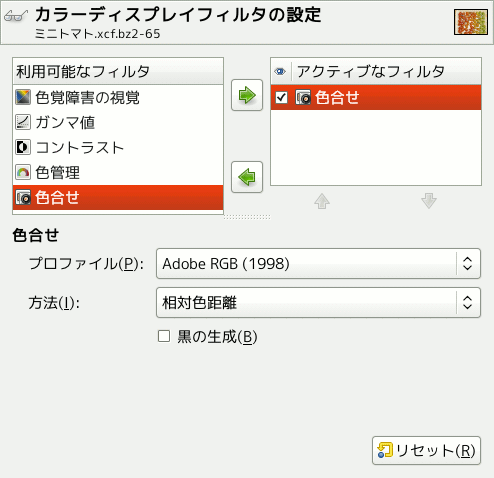 カラーディスプレイフィルタの設定
ミニトマト.xcf.bz2-65
利用可能なフィルタ
色覚障害の視覚
ガンマ値
コントラスト
色管理
色合せ
アクティブなフィルタ
色合せ
色合せ
プロファイル(P): Adobe RGB (1998)
方法(I): 相対色距離
黒の生成(B)
リセット(R)